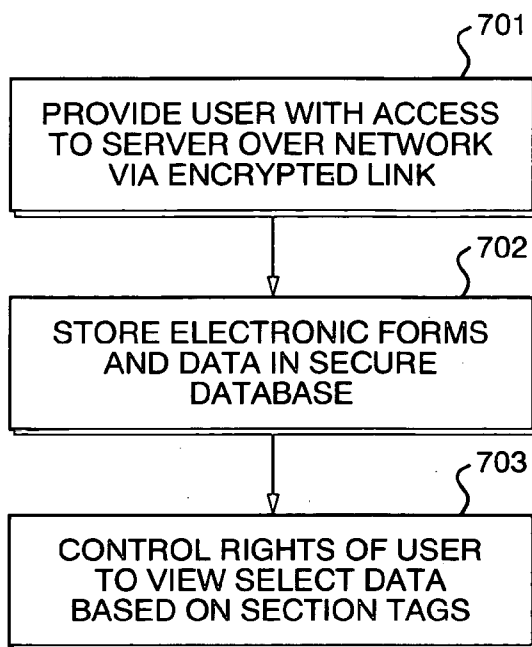 701
PROVIDE USER WITH ACCESS
TO SERVER OVER NETWORK
VIA ENCRYPTED LINK
702
STORE ELECTRONIC FORMS
AND DATA IN SECURE
DATABASE
703
CONTROL RIGHTS OF USER
TO VIEW SELECT DATA
BASED ON SECTION TAGS